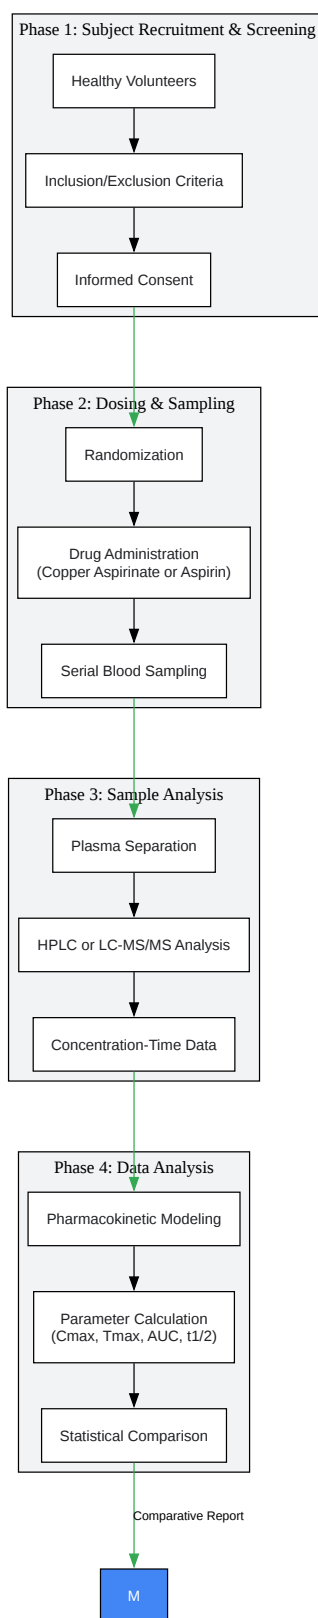 Phase 1: Subject Recruitment & Screening
Healthy Volunteers
Inclusion/Exclusion Criteria
Informed Consent
Phase 2: Dosing & Sampling
Randomization
Drug Administration
(Copper Aspirinate or Aspirin)
Serial Blood Sampling
Phase 3: Sample Analysis
Plasma Separation
HPLC or LC-MS/MS Analysis
Concentration-Time Data
Phase 4: Data Analysis
Pharmacokinetic Modeling
Parameter Calculation
(Cmax, Tmax, AUC, t1/2)
Statistical Comparison
Comparative Report
M